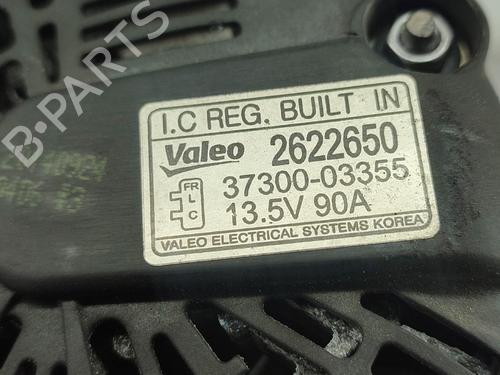 I.C REG. BUILT IN
Valeo 2622650
FR
L
C
37300-03355
13.5V 90A
VALEO ELECTRICAL SYSTEMS KOREA
B-PARTS